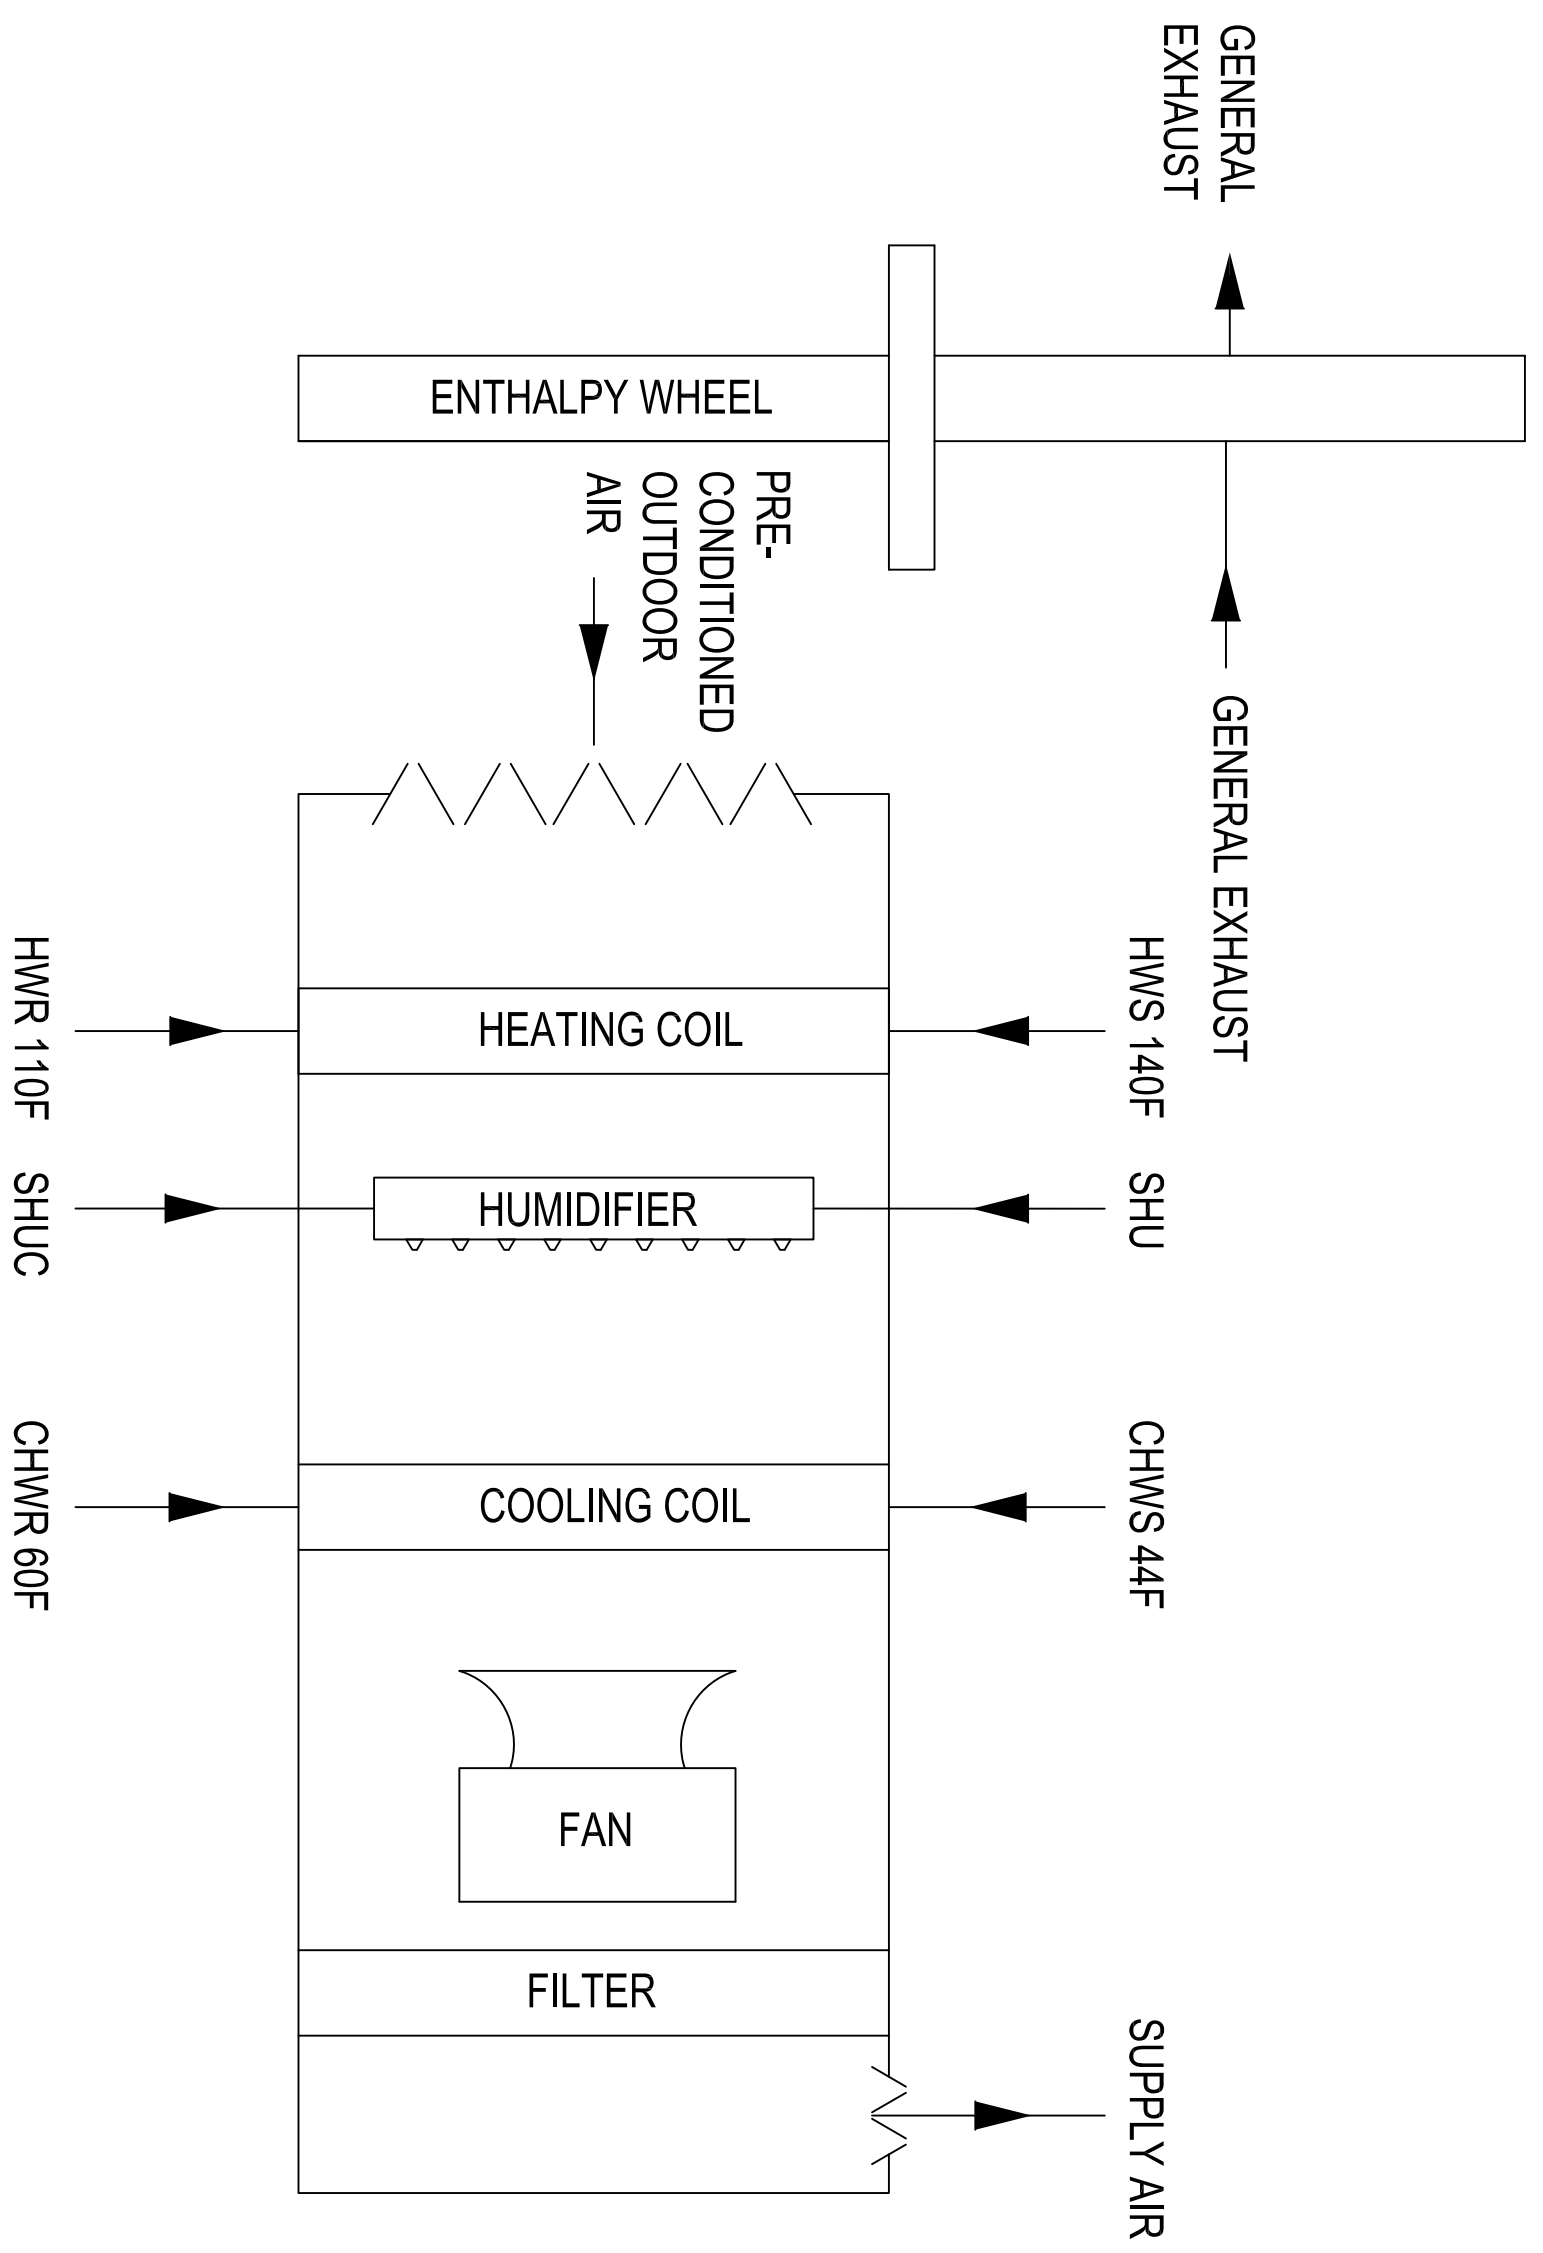 GENERAL
EXHAUST
ENTHALPY WHEEL
PRE-
CONDITIONED
OUTDOOR
AIR
GENERAL EXHAUST
HWR 110F
HEATING COIL
HWS 140F
SHUC
HUMIDIFIER
SHU
CHWR 60F
COOLING COIL
CHWS 44F
FAN
FILTER
SUPPLY AIR